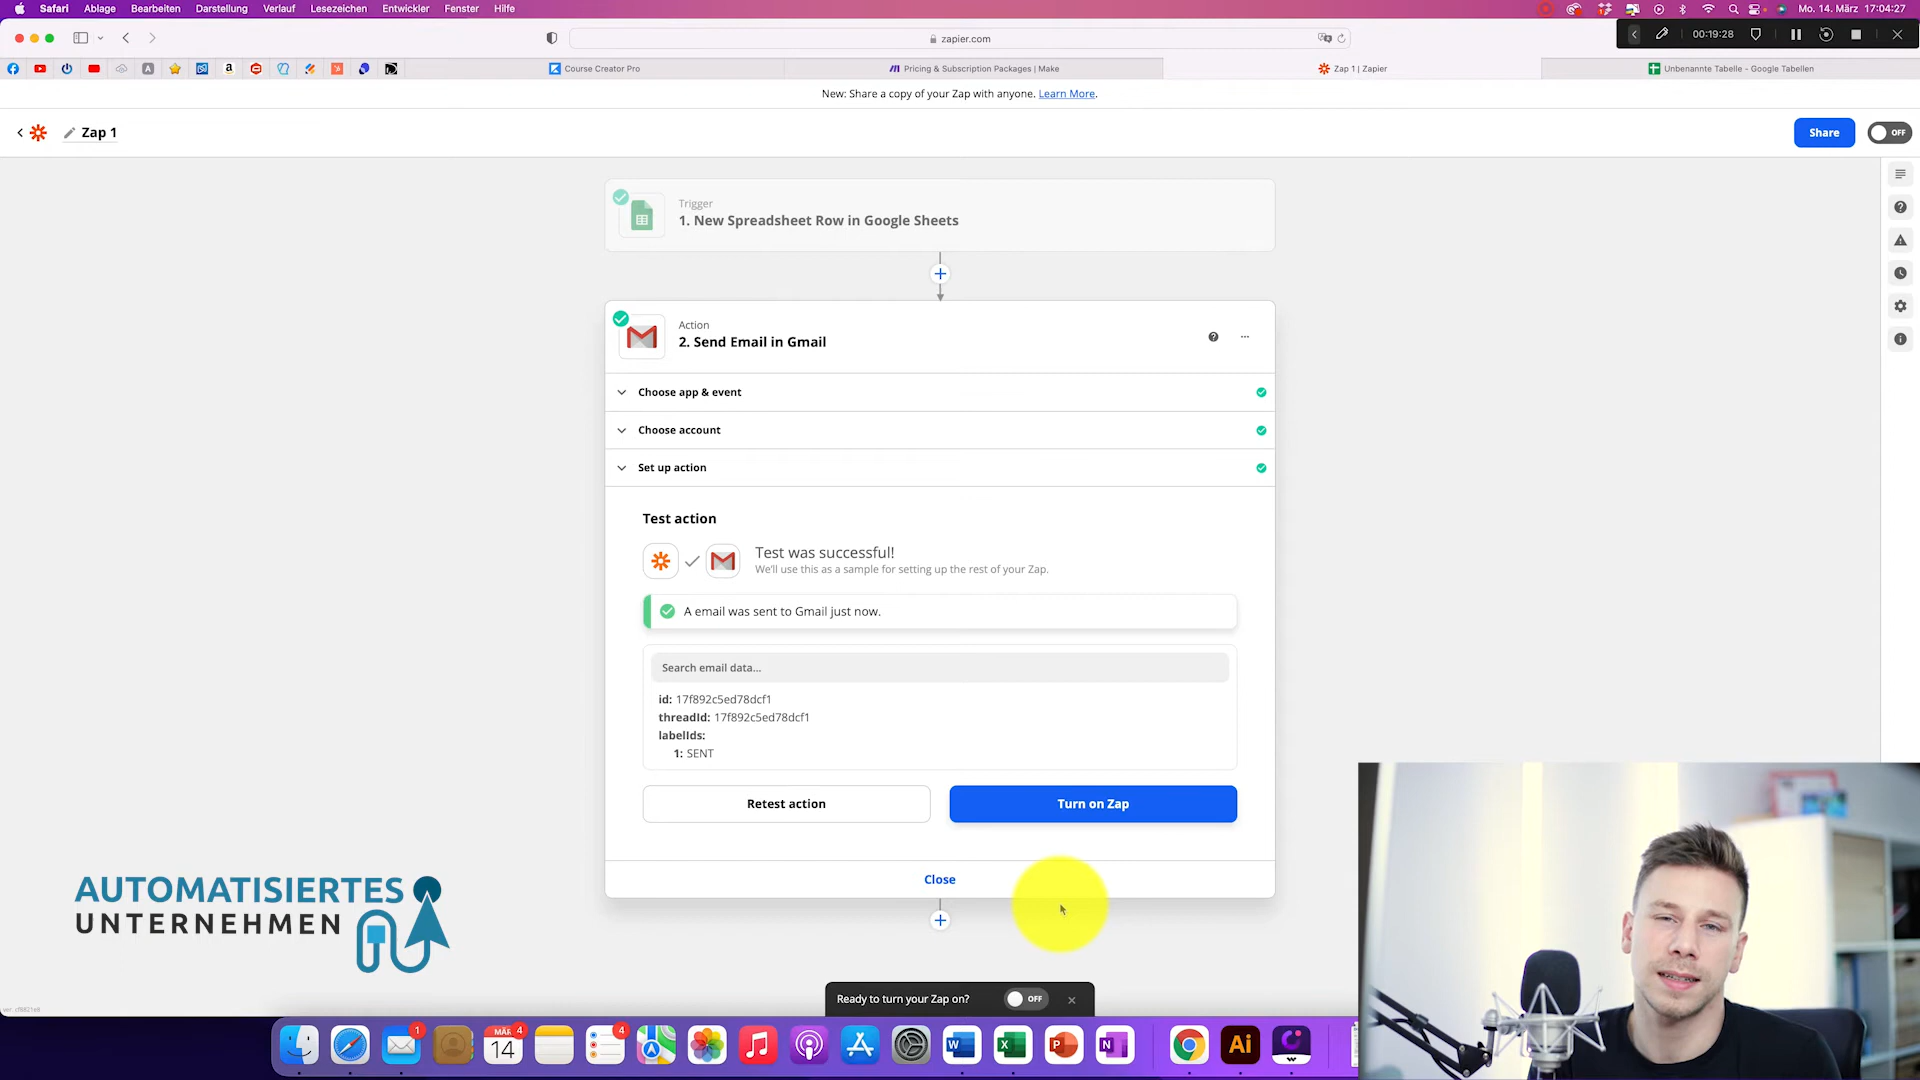 Safari Ablage Bearbeiten Darstellung Verlauf Lesezeichen Entwickler Fenster Hilfe
Mo. 14. März 17:04:27
zapier.com
00:19:28
Course Creator Pro
Pricing & Subscription Packages | Make
Zap 1 | Zapier
Unbenannte Tabelle - Google Tabellen
New: Share a copy of your Zap with anyone. Learn More.
Zap 1
Share
OFF
Trigger
1. New Spreadsheet Row in Google Sheets
Action
2. Send Email in Gmail
Choose app & event
Choose account
Set up action
Test action
Test was successful!
We'll use this as a sample for setting up the rest of your Zap.
A email was sent to Gmail just now.
Search email data...
id: 17f892c5ed78dcf1
threadId: 17f892c5ed78dcf1
labelIds:
1: SENT
Retest action
Turn on Zap
Close
AUTOMATISIERTES
UNTERNEHMEN
Ready to turn your Zap on?
OFF
1
MÄR
14
4
4
W
X
P
N
Ai